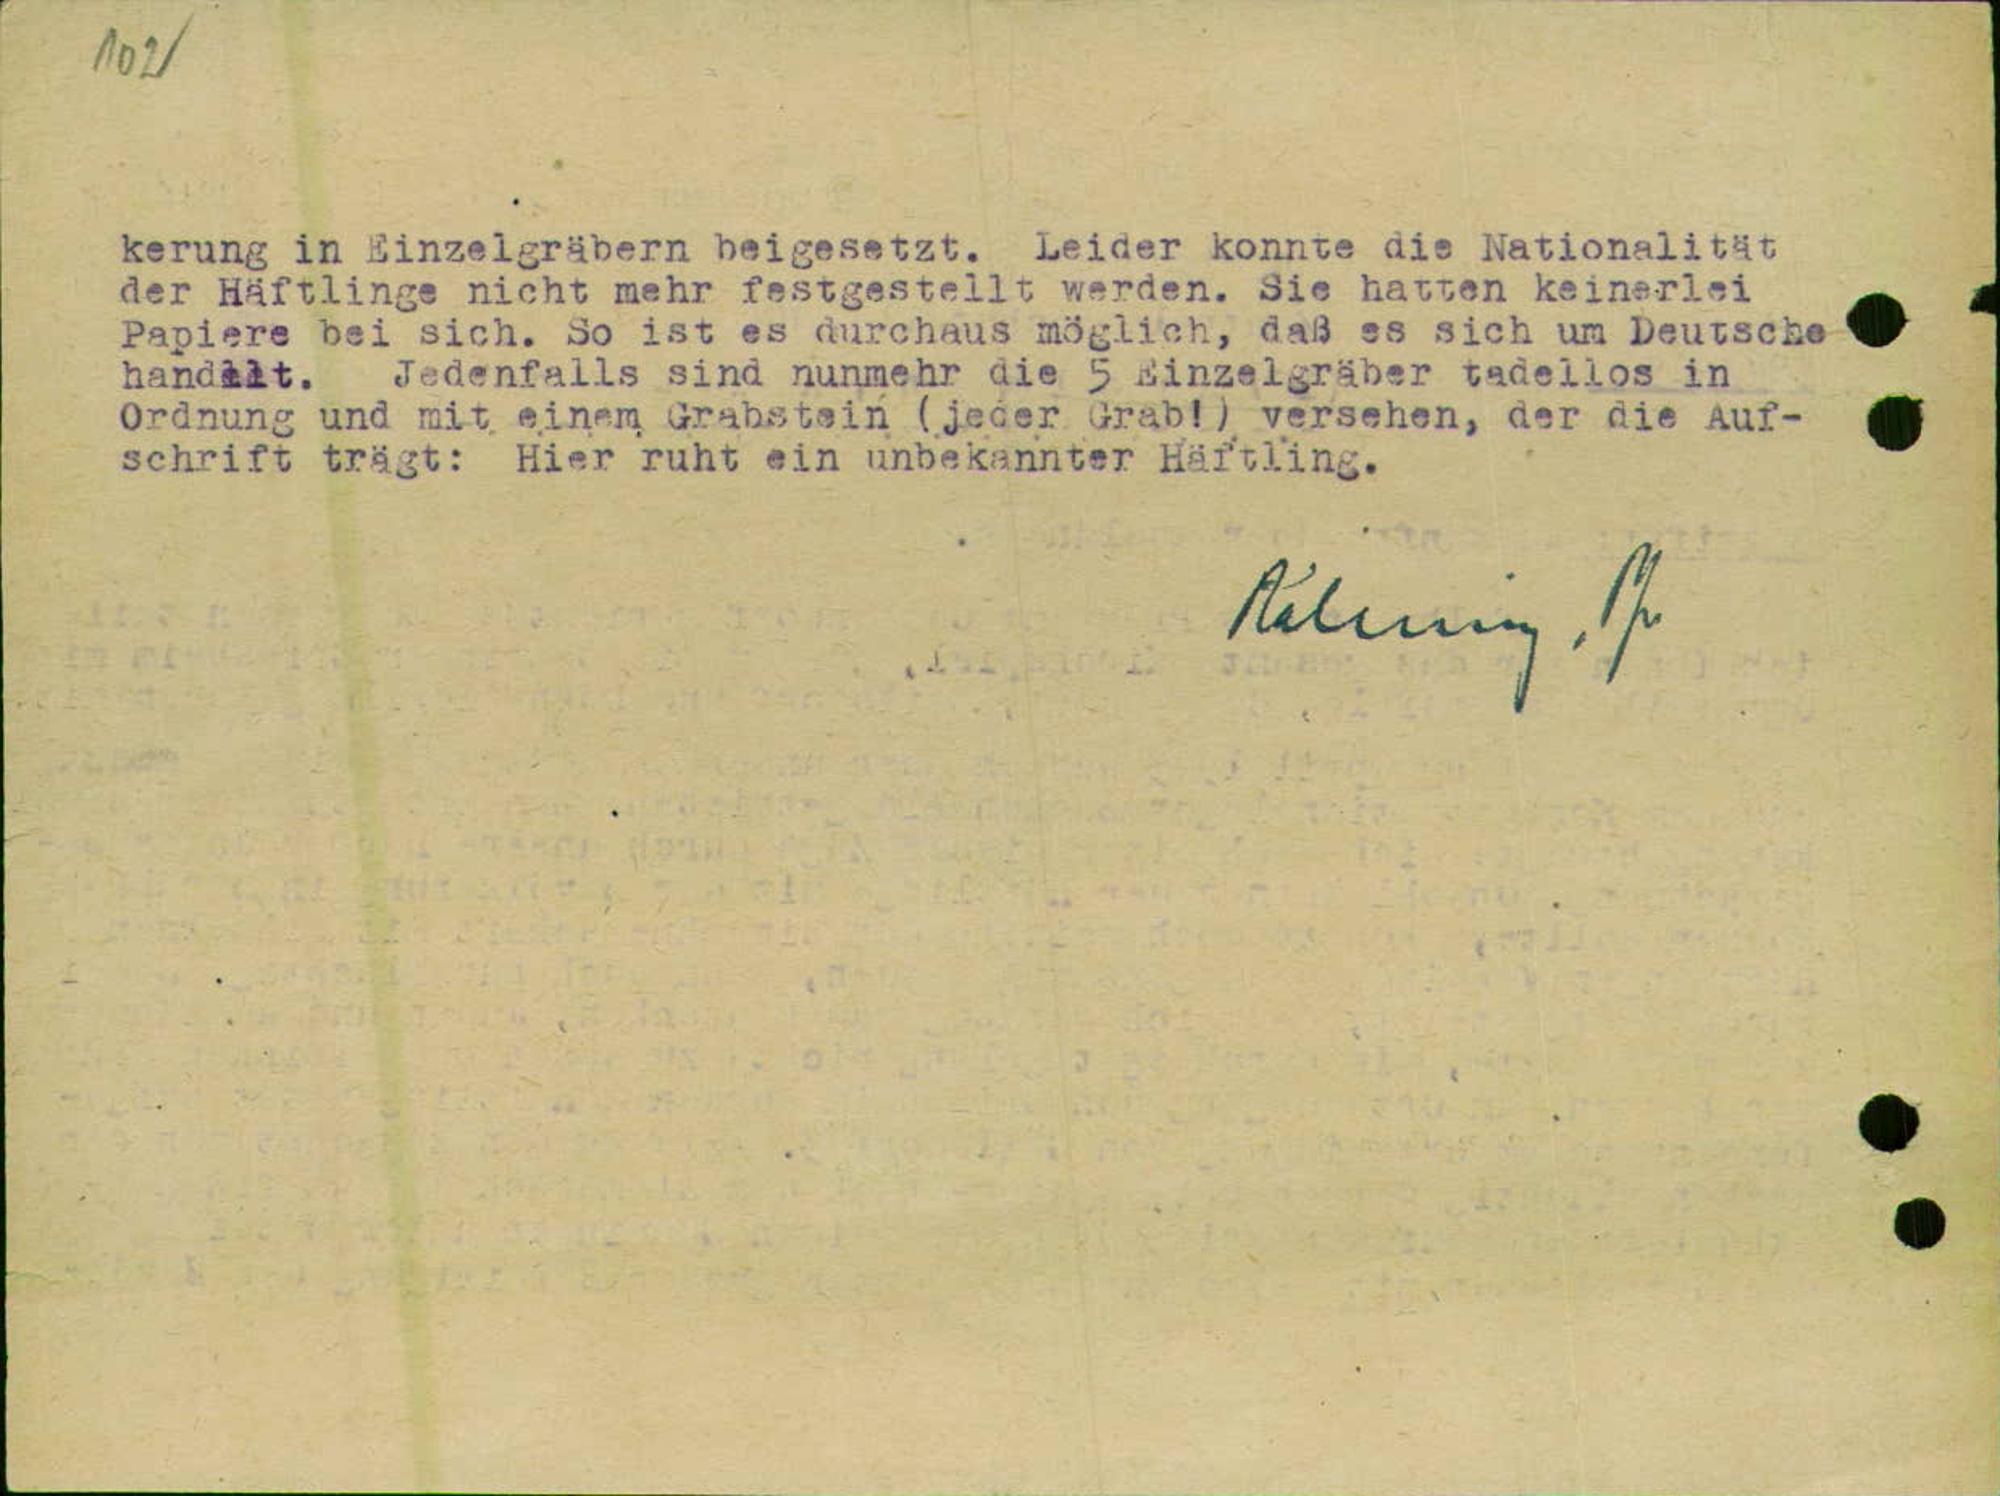 102/
kerung in Einzelgräbern beigesetzt. Leider konnte die Nationalität
der Häftlinge nicht mehr festgestellt werden. Sie hatten keinerlei
Papiere bei sich. So ist es durchaus möglich, daß es sich um Deutsche
handelt. Jedenfalls sind nunmehr die 5 Einzelgräber tadellos in
Ordnung und mit einem Grabstein (jeder Grab!) versehen, der die Auf-
schrift trägt: Hier ruht ein unbekannter Häftling.